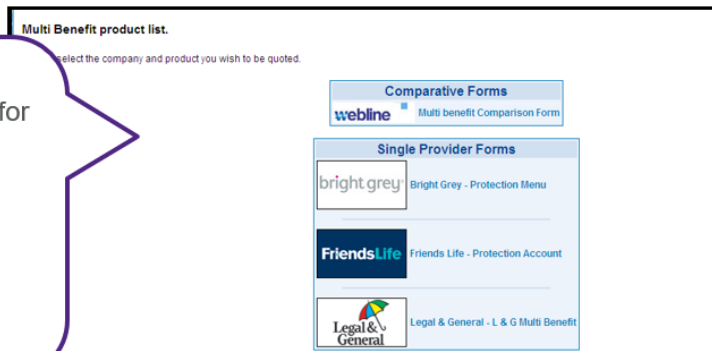 Multi Benefit product list.
select the company and product you wish to be quoted.
for
Comparative Forms
webline Multi benefit Comparison Form
Single Provider Forms
bright grey Bright Grey - Protection Menu
FriendsLife Friends Life - Protection Account
Legal &
General
Legal & General - L & G Multi Benefit